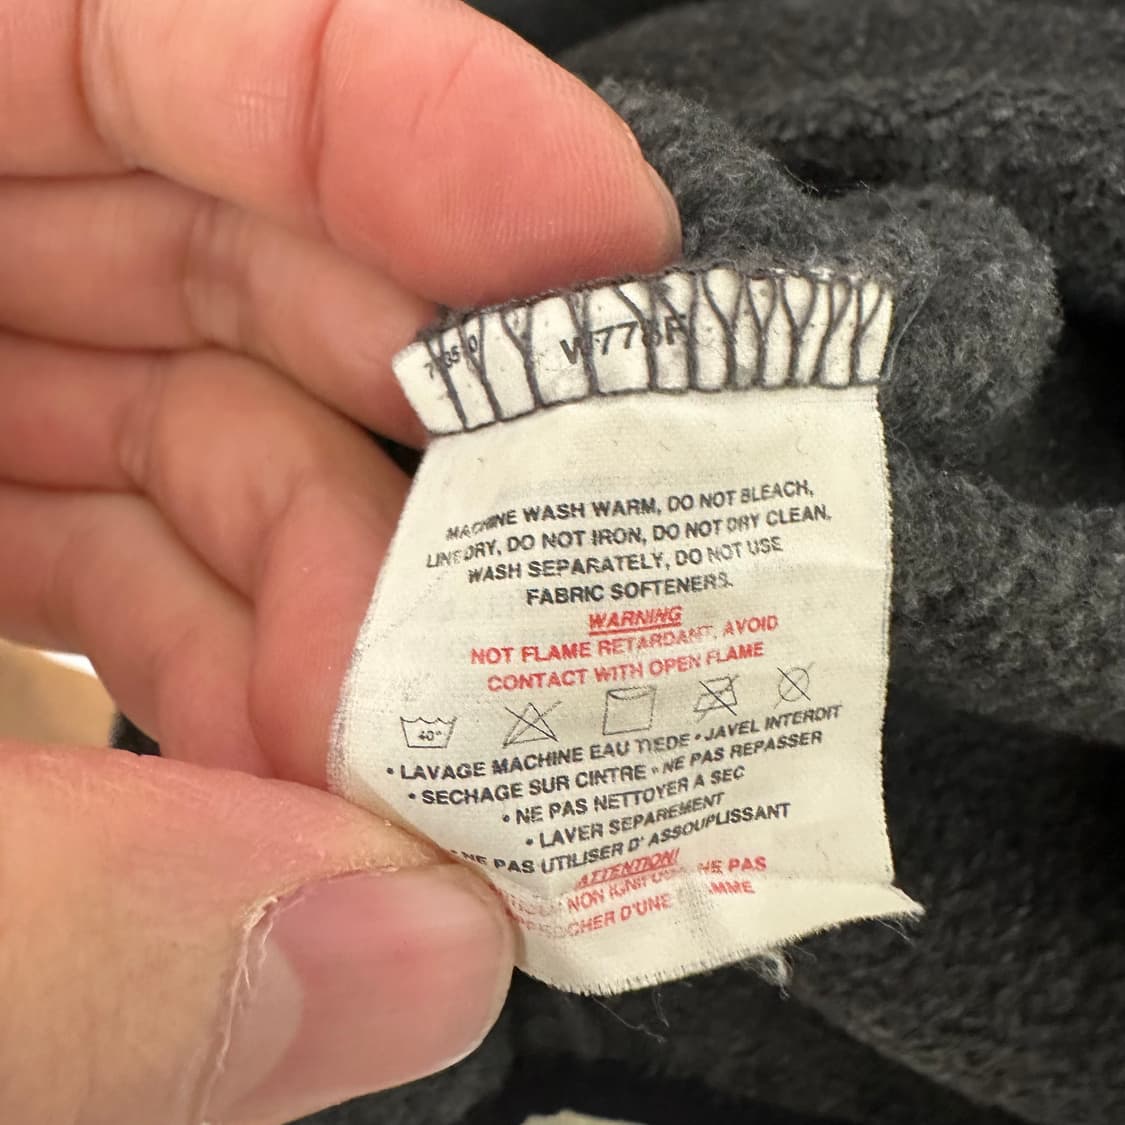 MACHINE WASH WARM, DO NOT BLEACH,
LINE DRY, DO NOT IRON, DO NOT DRY CLEAN,
WASH SEPARATELY, DO NOT USE
FABRIC SOFTENERS.
WARNING
NOT FLAME RETARDANT, AVOID
CONTACT WITH OPEN FLAME
40°
• LAVAGE MACHINE EAU TIEDE • JAVEL INTERDIT
• SECHAGE SUR CINTRE • NE PAS REPASSER
• NE PAS NETTOYER A SEC
• LAVER SEPAREMENT
NE PAS UTILISER D' ASSOUPLISSANT
ATTENTION!
NON NE PAS
D'UNE